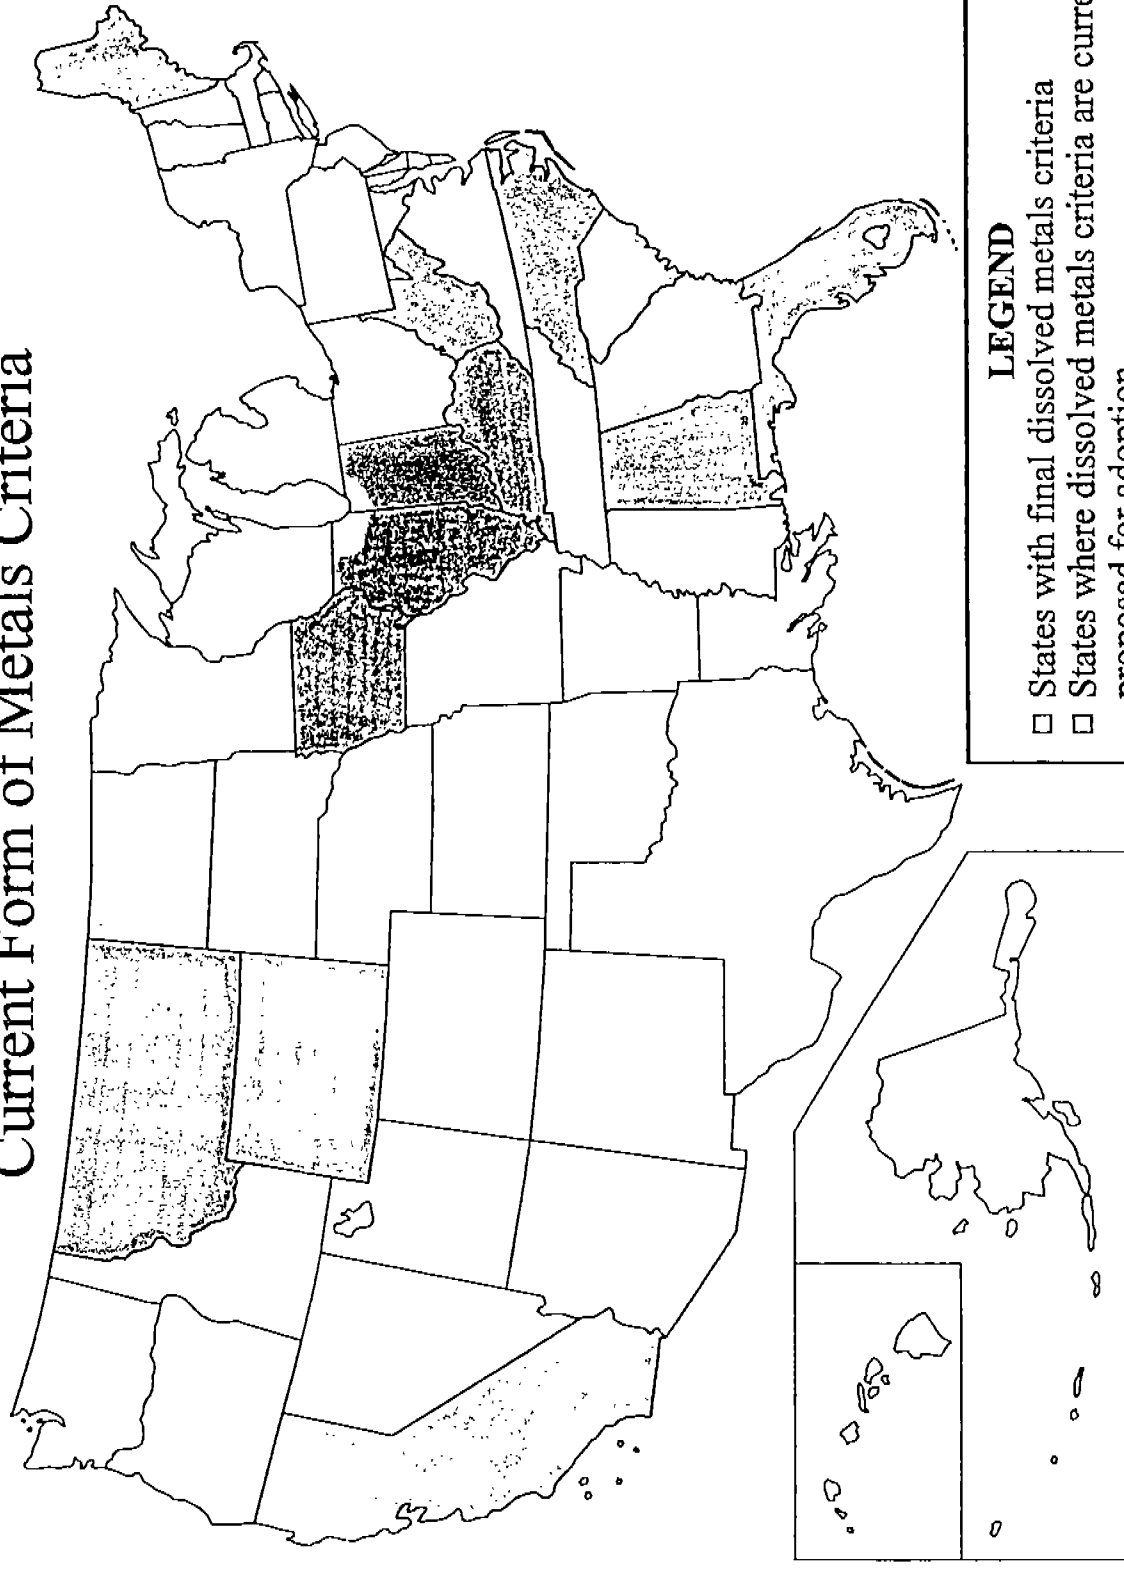 Current Form of Metals Criteria
LEGEND
☐ States with final dissolved metals criteria
☐ States where dissolved metals criteria are
proposed for adoption